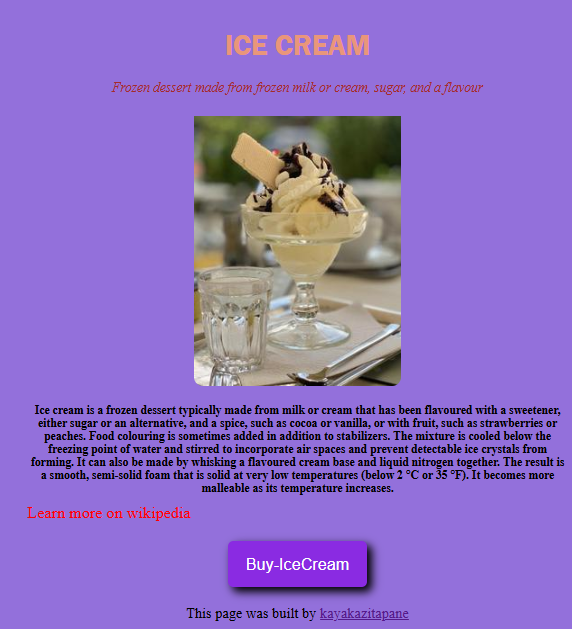 ICE CREAM
Frozen dessert made from frozen milk or cream, sugar, and a flavour
Ice cream is a frozen dessert typically made from milk or cream that has been flavoured with a sweetener,
either sugar or an alternative, and a spice, such as cocoa or vanilla, or with fruit, such as strawberries or
peaches. Food colouring is sometimes added in addition to stabilizers. The mixture is cooled below the
freezing point of water and stirred to incorporate air spaces and prevent detectable ice crystals from
forming. It can also be made by whisking a flavoured cream base and liquid nitrogen together. The result is
a smooth, semi-solid foam that is solid at very low temperatures (below 2 °C or 35 °F). It becomes more
malleable as its temperature increases.
Learn more on wikipedia
Buy-IceCream
This page was built by kayakazitapane